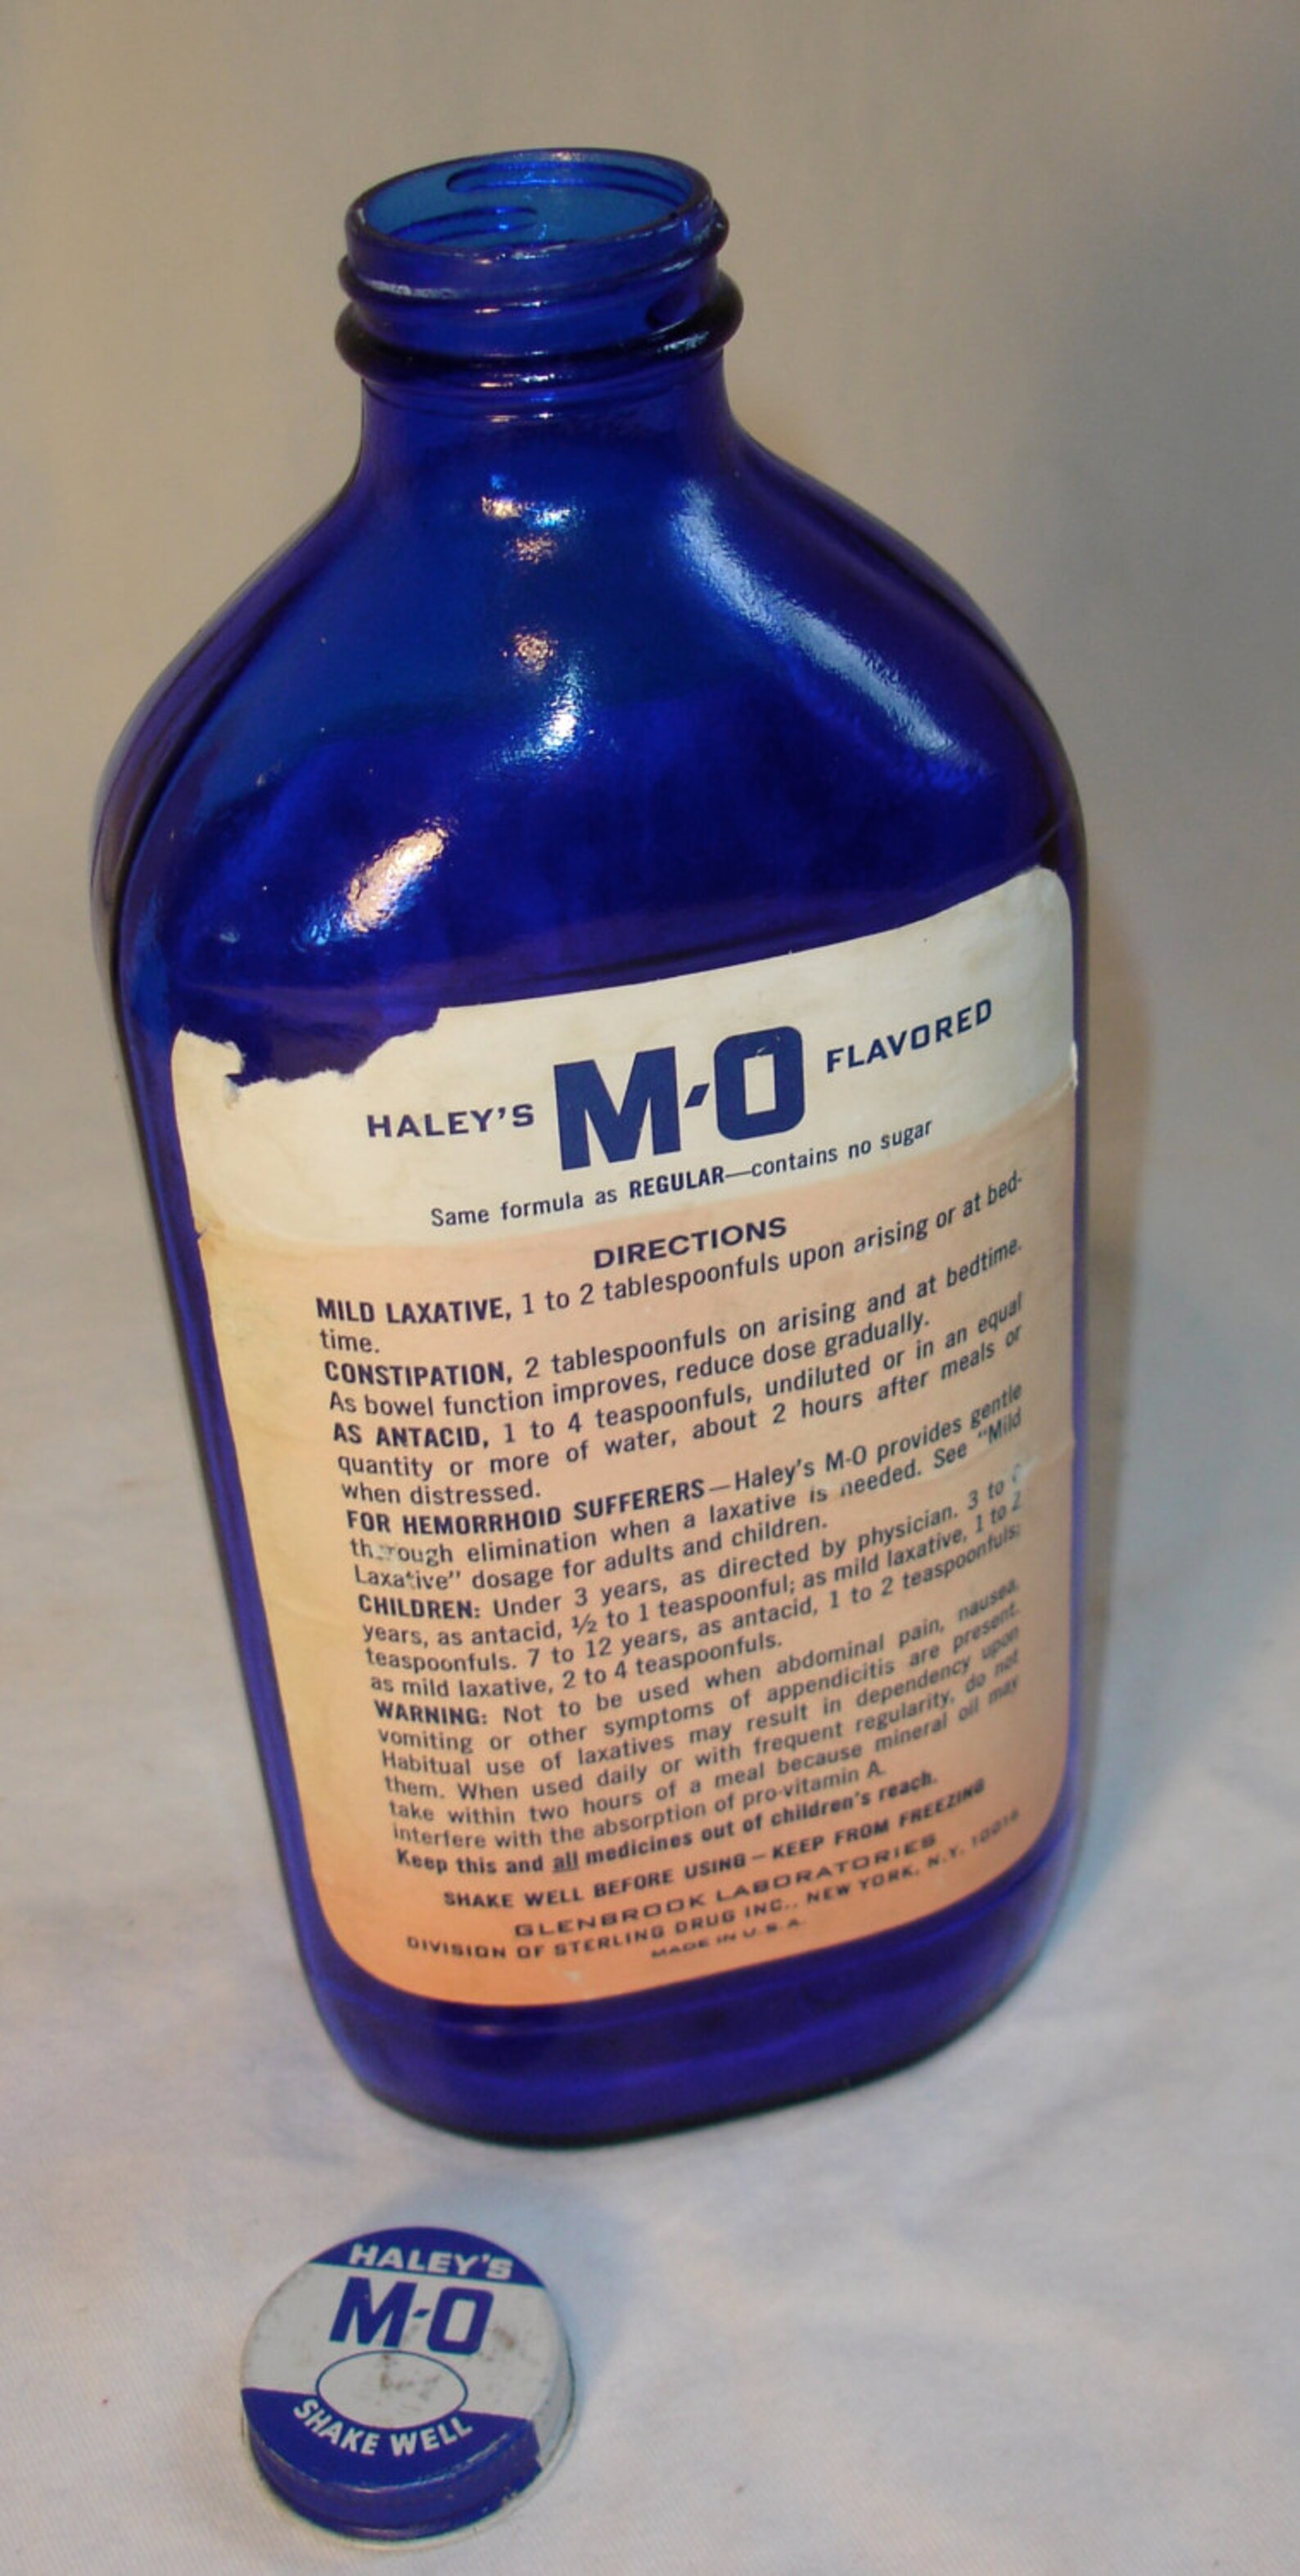 HALEY'S M-O FLAVORED
Same formula as REGULAR—contains no sugar
DIRECTIONS
MILD LAXATIVE, 1 to 2 tablespoonfuls upon arising or at bed-
time.
CONSTIPATION, 2 tablespoonfuls on arising and at bedtime.
As bowel function improves, reduce dose gradually.
AS ANTACID, 1 to 4 teaspoonfuls, undiluted or in an equal
quantity or more of water, about 2 hours after meals or
when distressed.
FOR HEMORRHOID SUFFERERS—Haley's M-O provides gentle
through elimination when a laxative is needed. See "Mild
Laxative" dosage for adults and children.
CHILDREN: Under 3 years, as directed by physician. 3 to
years, as antacid, ½ to 1 teaspoonful; as mild laxative, 1 to 2
teaspoonfuls. 7 to 12 years, as antacid, 1 to 2 teaspoonfuls;
as mild laxative, 2 to 4 teaspoonfuls.
WARNING: Not to be used when abdominal pain, nausea,
vomiting or other symptoms of appendicitis are present.
Habitual use of laxatives may result in dependency upon
them. When used daily or with frequent regularity, do not
take within two hours of a meal because mineral oil may
interfere with the absorption of pro-vitamin A.
Keep this and all medicines out of children's reach.
SHAKE WELL BEFORE USING—KEEP FROM FREEZING
GLENBROOK LABORATORIES
DIVISION OF STERLING DRUG INC., NEW YORK, N.Y. 10016
MADE IN U.S.A.
HALEY'S
M-O
SHAKE WELL